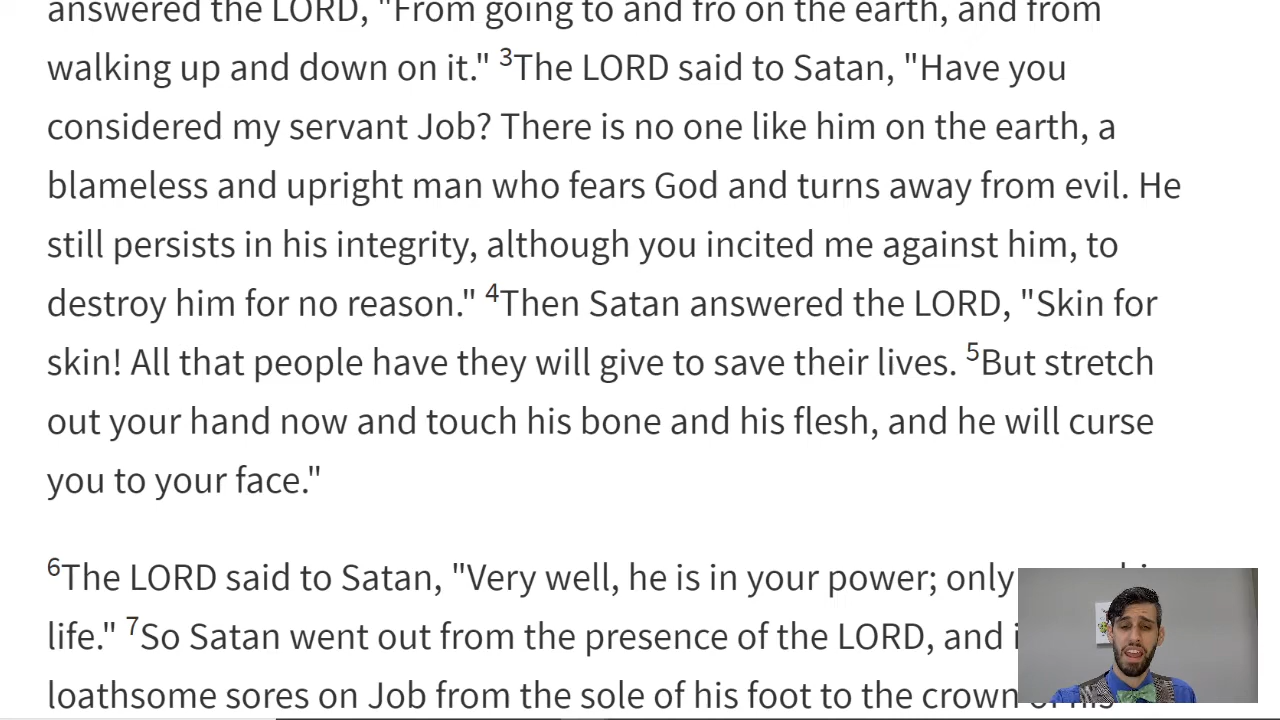 answered the LORD, "From going to and fro on the earth, and from
walking up and down on it." 3The LORD said to Satan, "Have you
considered my servant Job? There is no one like him on the earth, a
blameless and upright man who fears God and turns away from evil. He
still persists in his integrity, although you incited me against him, to
destroy him for no reason." 4Then Satan answered the LORD, "Skin for
skin! All that people have they will give to save their lives. 5But stretch
out your hand now and touch his bone and his flesh, and he will curse
you to your face."
6The LORD said to Satan, "Very well, he is in your power; only
life." 7So Satan went out from the presence of the LORD, and
loathsome sores on Job from the sole of his foot to the crown